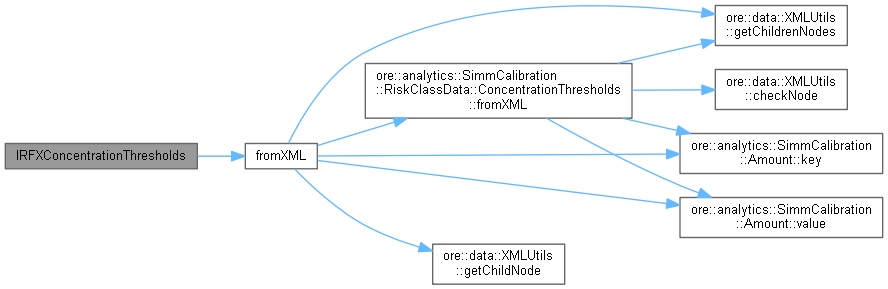 IRFXConcentrationThresholds
fromXML
ore::analytics::SimmCalibration
::RiskClassData::ConcentrationThresholds
::fromXML
ore::data::XMLUtils
::getChildNode
ore::data::XMLUtils
::getChildrenNodes
ore::data::XMLUtils
::checkNode
ore::analytics::SimmCalibration
::Amount::key
ore::analytics::SimmCalibration
::Amount::value